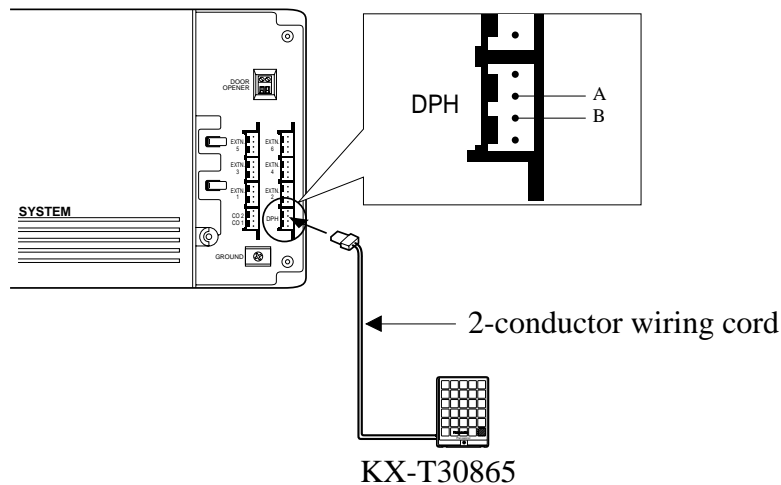 DOOR
OPENER
EXTN.
5
EXTN.
6
EXTN.
3
EXTN.
4
EXTN.
1
EXTN.
2
CO 2
CO 1
DPH
SYSTEM
GROUND
DPH
A
B
2-conductor wiring cord
KX-T30865